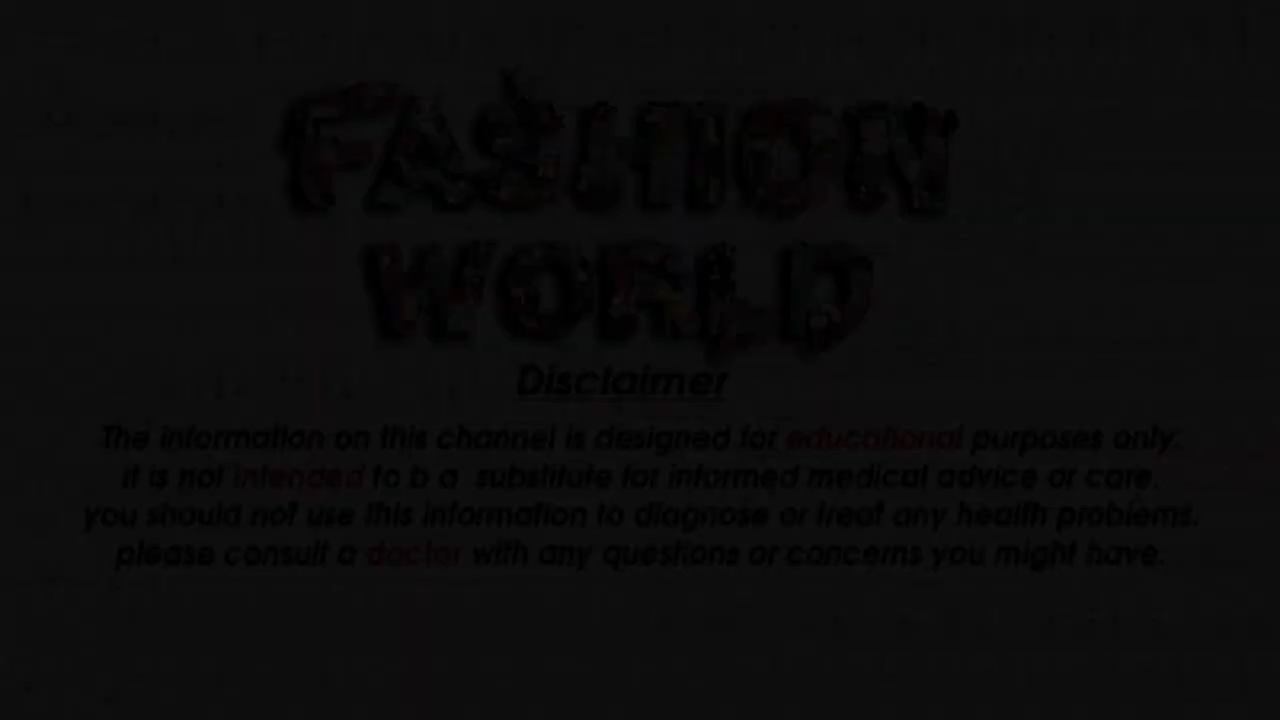 FASHION
WORLD
Disclaimer
The information on this channel is designed for educational purposes only.
it is not intended to b a substitute for informed medical advice or care.
you should not use this information to diagnose or treat any health problems.
please consult a doctor with any questions or concerns you might have.